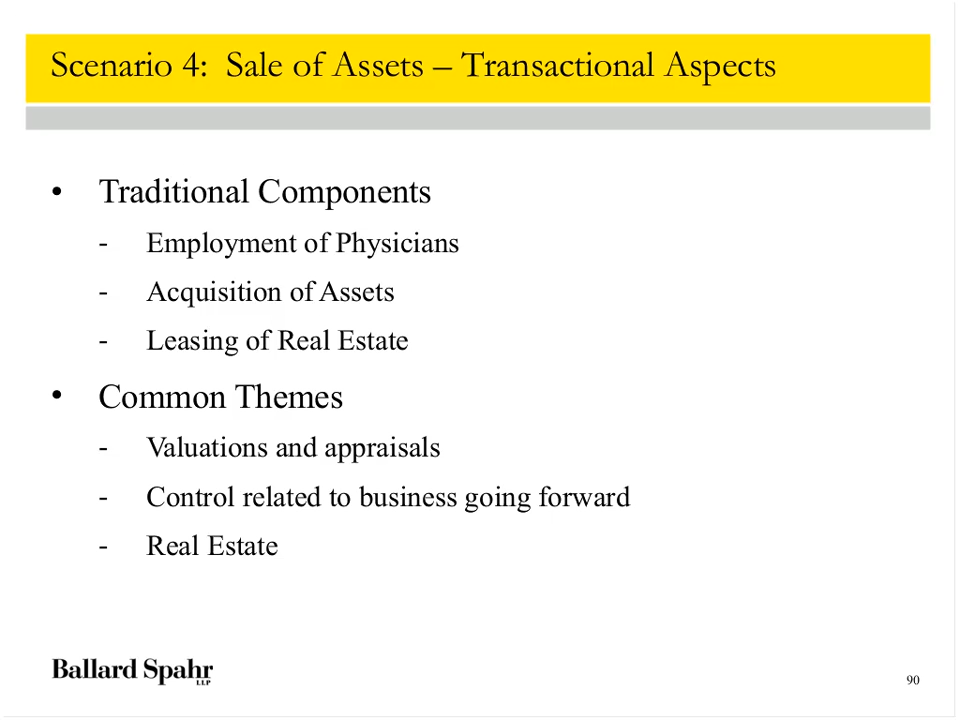 Scenario 4:  Sale of Assets – Transactional Aspects
• Traditional Components
- Employment of Physicians
- Acquisition of Assets
- Leasing of Real Estate
• Common Themes
- Valuations and appraisals
- Control related to business going forward
- Real Estate
Ballard Spahr
LLP
90